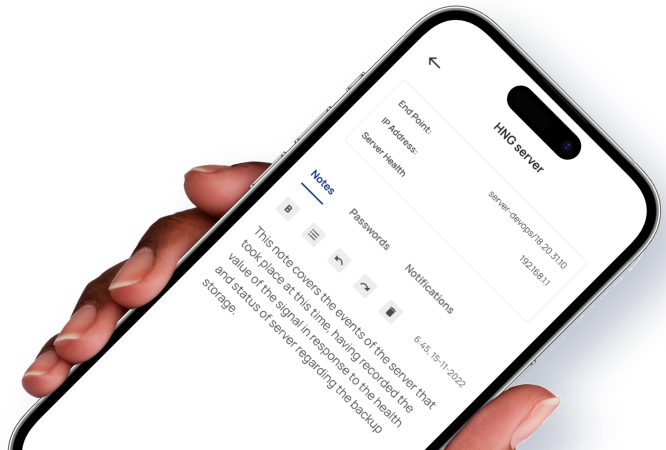 HNG server
End Point: server-devops/18.20.31.10
IP Address: 192.168.1.1
Server Health
Notes Passwords Notifications
B
6:45, 15-11-2022
This note covers the events of the server that
took place at this time, having recorded the
value of the signal in response to the health
and status of server regarding the backup
storage.